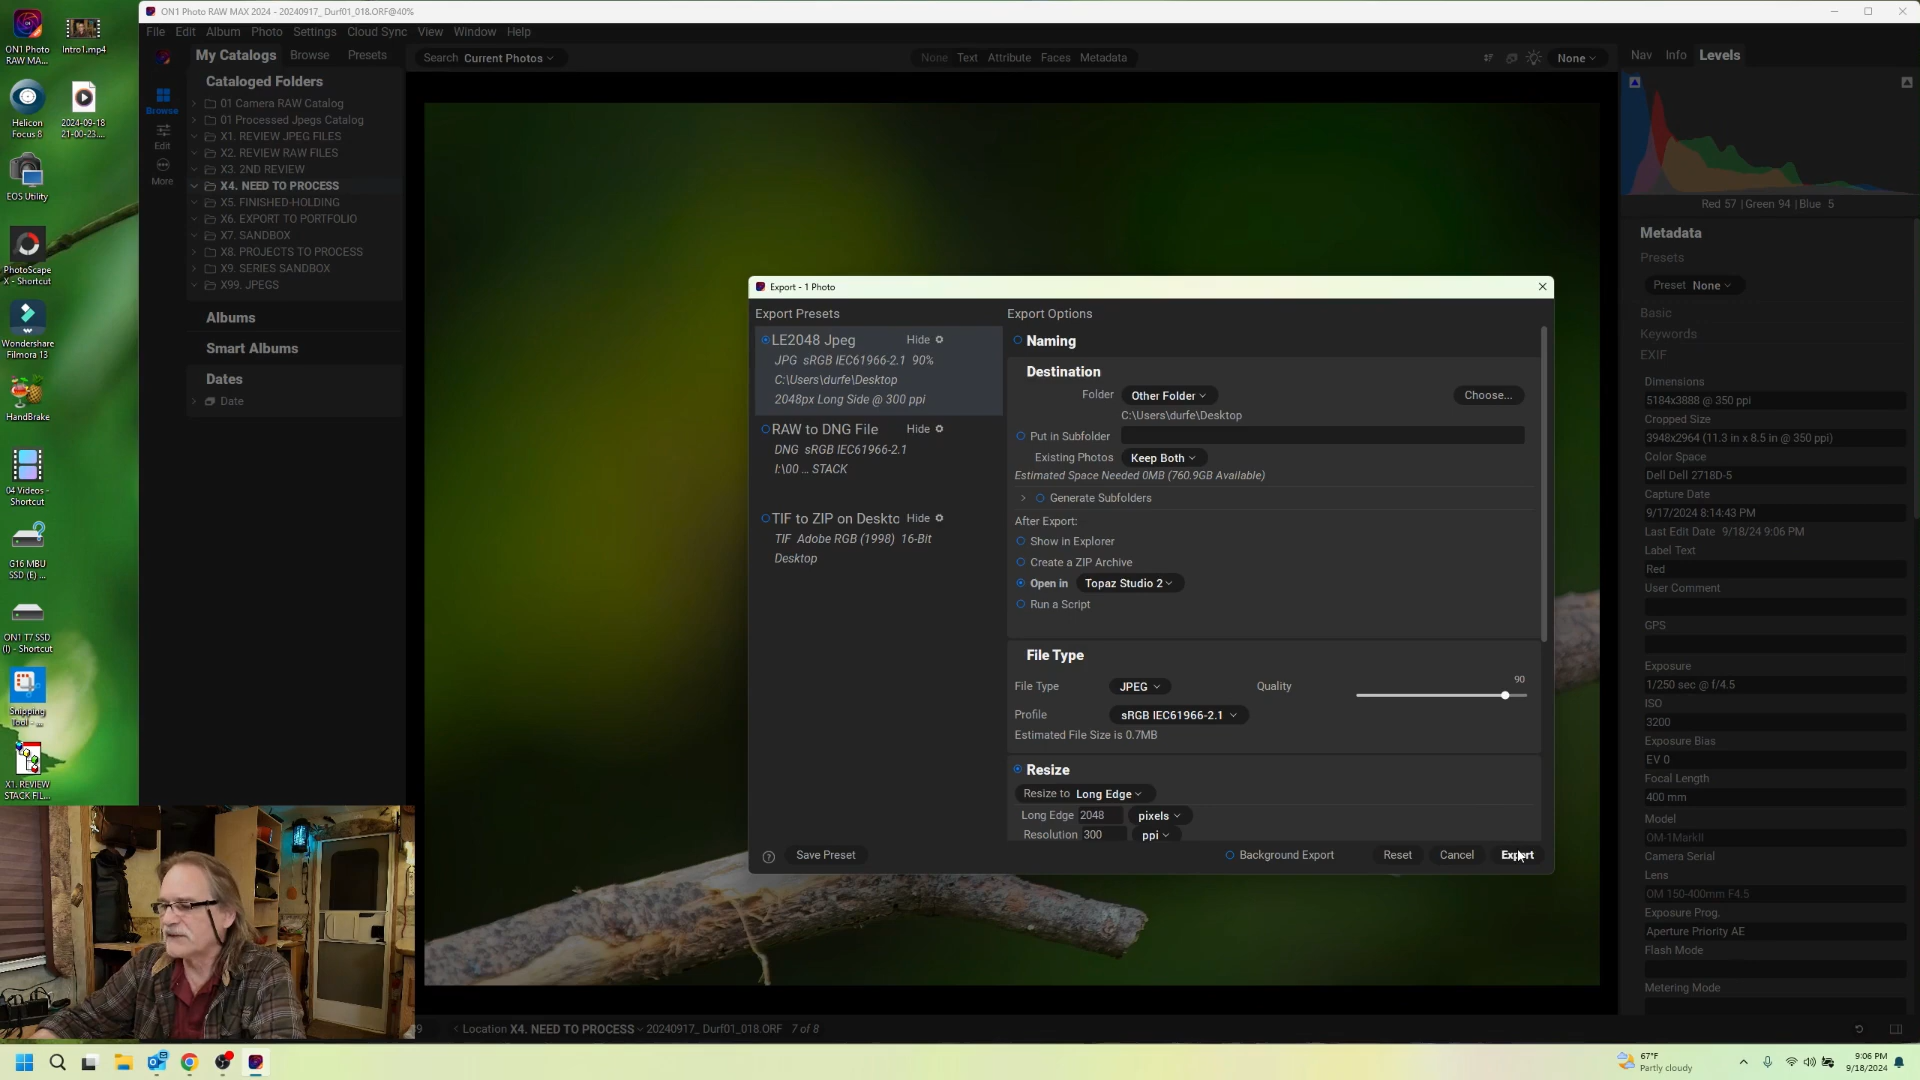 ON1 Photo RAW MAX 2024 - 20240917_ Durf01_018.ORF@40%
File Edit Album Photo Settings Cloud Sync View Window Help
My Catalogs Browse Presets
Search Current Photos
None Text Attribute Faces Metadata
None
Nav Info Levels
ON1 Photo
RAW MA...
Intro1.mp4
Helicon
Focus 8
2024-09-18
21-00-23....
EOS Utility
PhotoScape
X - Shortcut
Wondershare
Filmora 13
HandBrake
04 Videos -
Shortcut
G16 MBU
SSD (E) ...
ON1 T7 SSD
(I) - Shortcut
Snipping
Tool - ...
X1. REVIEW
STACK FIL...
Browse
Edit
More
Cataloged Folders
01 Camera RAW Catalog
01 Processed Jpegs Catalog
X1. REVIEW JPEG FILES
X2. REVIEW RAW FILES
X3. 2ND REVIEW
X4. NEED TO PROCESS
X5. FINISHED-HOLDING
X6. EXPORT TO PORTFOLIO
X7. SANDBOX
X8. PROJECTS TO PROCESS
X9. SERIES SANDBOX
X99. JPEGS
Albums
Smart Albums
Dates
Date
Export - 1 Photo
Export Presets
LE2048 Jpeg Hide
JPG sRGB IEC61966-2.1 90%
C:\Users\durfe\Desktop
2048px Long Side @ 300 ppi
RAW to DNG File Hide
DNG sRGB IEC61966-2.1
I:\00 ... STACK
TIF to ZIP on Deskto Hide
TIF Adobe RGB (1998) 16-Bit
Desktop
Export Options
Naming
Destination
Folder Other Folder Choose...
C:\Users\durfe\Desktop
Put in Subfolder
Existing Photos Keep Both
Estimated Space Needed 0MB (760.9GB Available)
Generate Subfolders
After Export:
Show in Explorer
Create a ZIP Archive
Open in Topaz Studio 2
Run a Script
File Type
File Type JPEG Quality 90
Profile sRGB IEC61966-2.1
Estimated File Size is 0.7MB
Resize
Resize to Long Edge
Long Edge 2048 pixels
Resolution 300 ppi
Save Preset Background Export Reset Cancel Export
Red 57 | Green 94 | Blue 5
Metadata
Presets
Preset None
Basic
Keywords
EXIF
Dimensions
5184x3888 @ 350 ppi
Cropped Size
3948x2964 (11.3 in x 8.5 in @ 350 ppi)
Color Space
Dell Dell 2718D-5
Capture Date
9/17/2024 8:14:43 PM
Last Edit Date 9/18/24 9:06 PM
Label Text
Red
User Comment
GPS
Exposure
1/250 sec @ f/4.5
ISO
3200
Exposure Bias
EV 0
Focal Length
400 mm
Model
OM-1MarkII
Camera Serial
Lens
OM 150-400mm F4.5
Exposure Prog.
Aperture Priority AE
Flash Mode
Metering Mode
9 < Location X4. NEED TO PROCESS 20240917_ Durf01_018.ORF 7 of 8
67°F
Partly cloudy
9:06 PM
9/18/2024